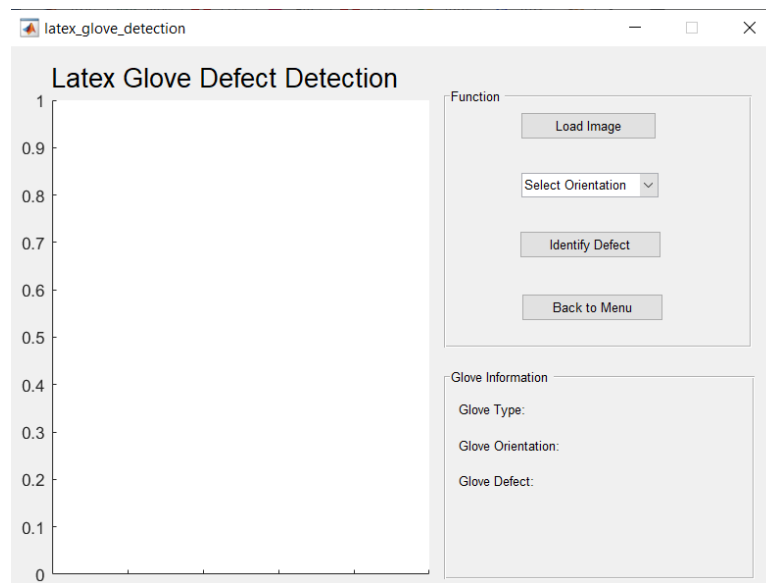 latex_glove_detection
Latex Glove Defect Detection
1
0.9
0.8
0.7
0.6
0.5
0.4
0.3
0.2
0.1
0
Function
Load Image
Select Orientation
Identify Defect
Back to Menu
Glove Information
Glove Type:
Glove Orientation:
Glove Defect: